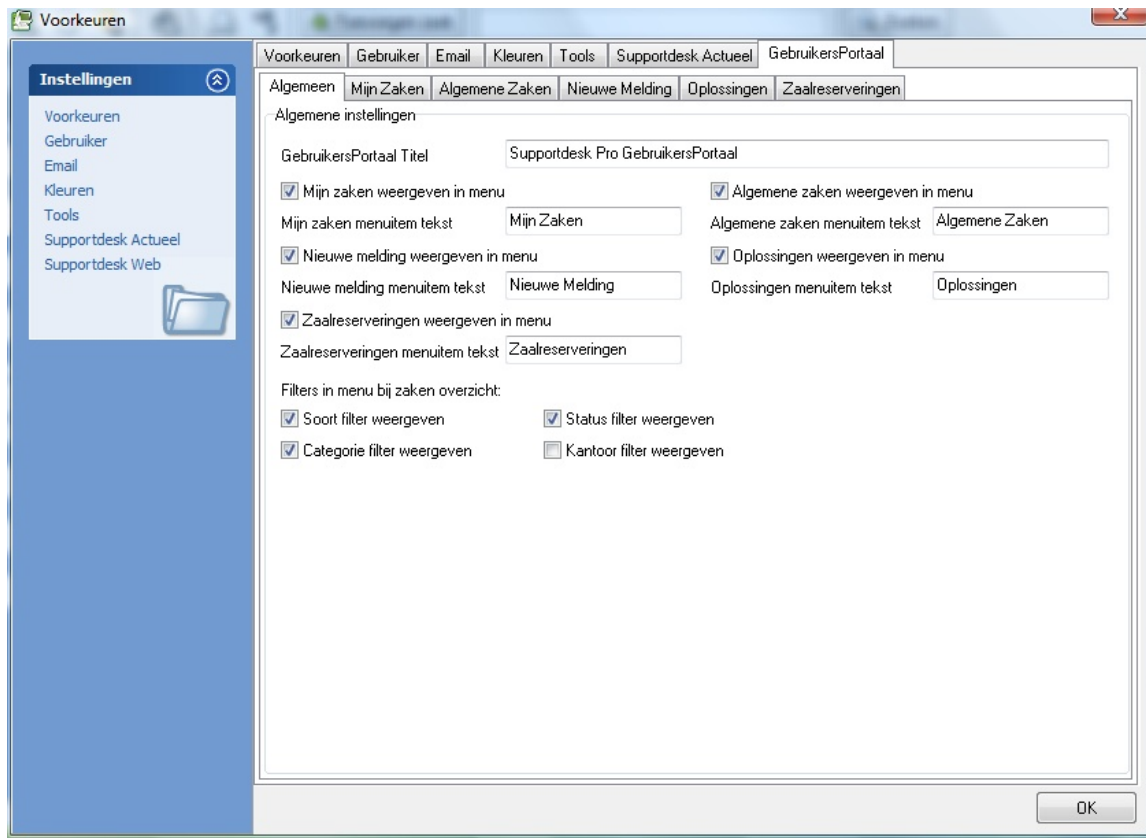 Voorkeuren
Instellingen
Voorkeuren
Gebruiker
Email
Kleuren
Tools
Supportdesk Actueel
Supportdesk Web
Voorkeuren Gebruiker Email Kleuren Tools Supportdesk Actueel GebruikersPortaal
Algemeen Mijn Zaken Algemene Zaken Nieuwe Melding Oplossingen Zaalreserveringen
Algemene instellingen
GebruikersPortaal Titel Supportdesk Pro GebruikersPortaal
Mijn zaken weergeven in menu Algemene zaken weergeven in menu
Mijn zaken menuitem tekst Mijn Zaken Algemene zaken menuitem tekst Algemene Zaken
Nieuwe melding weergeven in menu Oplossingen weergeven in menu
Nieuwe melding menuitem tekst Nieuwe Melding Oplossingen menuitem tekst Oplossingen
Zaalreserveringen weergeven in menu
Zaalreserveringen menuitem tekst Zaalreserveringen
Filters in menu bij zaken overzicht:
Soort filter weergeven Status filter weergeven
Categorie filter weergeven Kantoor filter weergeven
OK